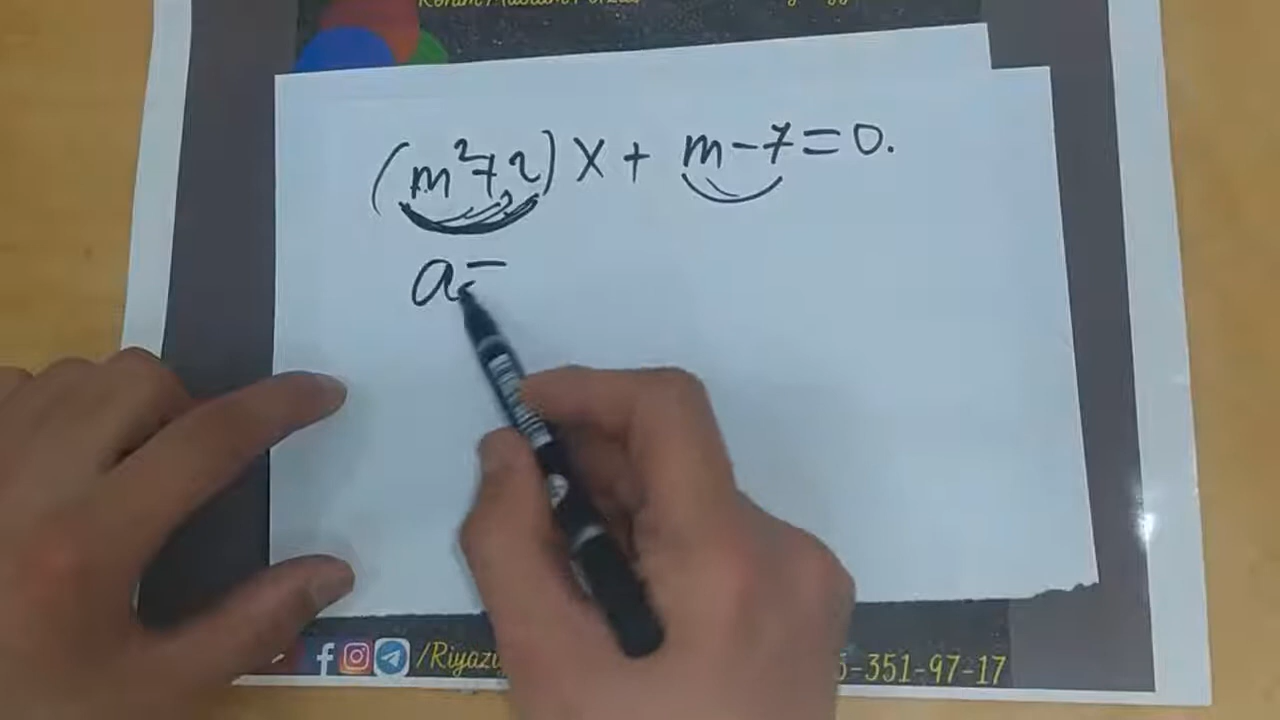 (m²+2)x + m-7=0.
a=
/Riyazi
5-351-97-17